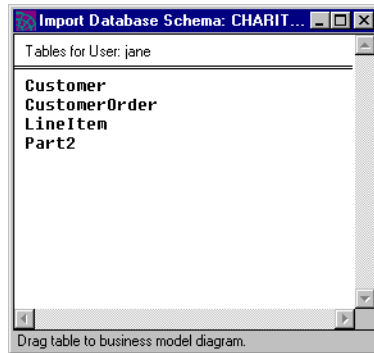 Import Database Schema: CHARIT...
Tables for User: jane
Customer
CustomerOrder
LineItem
Part2
Drag table to business model diagram.